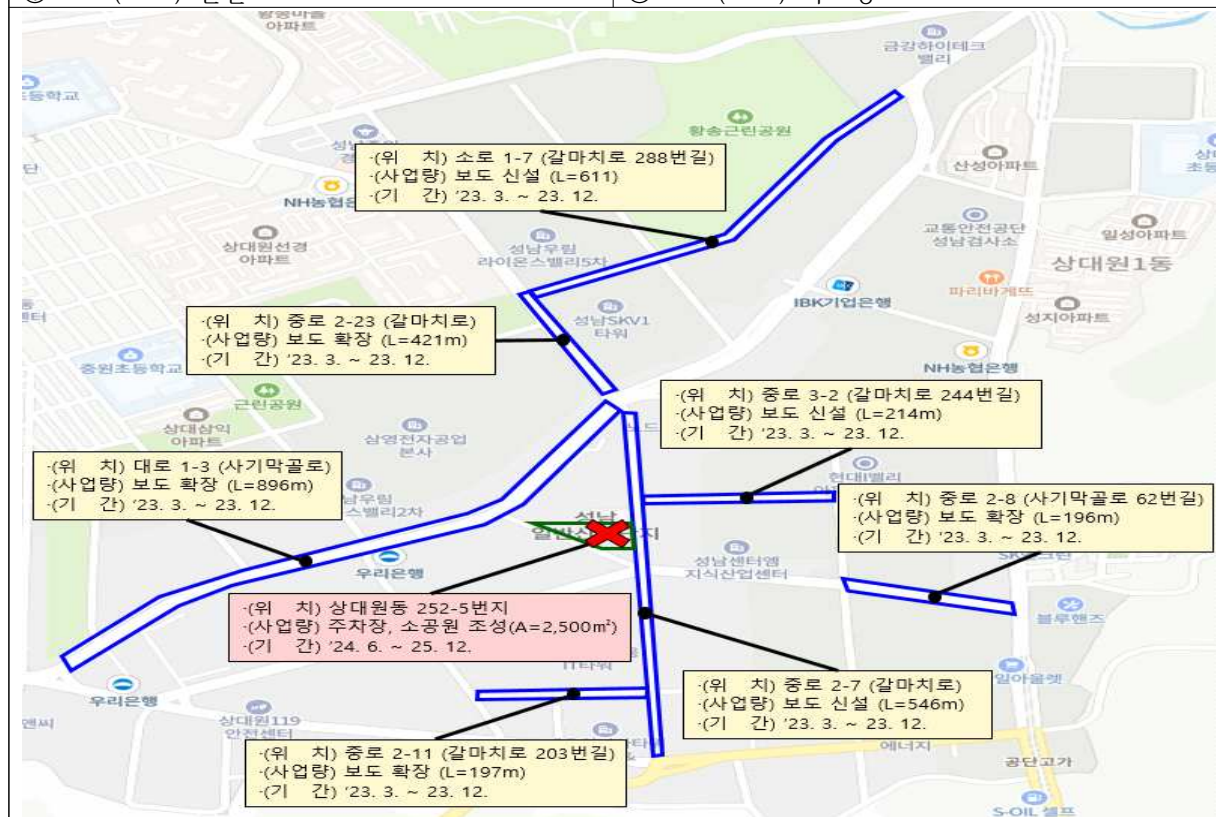 금강하이테크
밸리
아파트
황송근린공원
·(위 치) 소로 1-7 (갈마치로 288번길)
·(사업량) 보도 신설 (L=611)
·(기 간) '23. 3. ~ 23. 12.
산성아파트
NH농협은행
상대원선경
아파트
성남우림
라이온스밸리5차
교통안전공단
성남검사소
일성아파트
상대원1동
IBK기업은행
파리바게뜨
성지아파트
·(위 치) 중로 2-23 (갈마치로)
·(사업량) 보도 확장 (L=421m)
·(기 간) '23. 3. ~ 23. 12.
성남SKV1
타워
중원초등학교
NH농협은행
근린공원
상대삼익
아파트
삼영전자공업
본사
·(위 치) 중로 3-2 (갈마치로 244번길)
·(사업량) 보도 신설 (L=214m)
·(기 간) '23. 3. ~ 23. 12.
·(위 치) 대로 1-3 (사기막골로)
·(사업량) 보도 확장 (L=896m)
·(기 간) '23. 3. ~ 23. 12.
현대I밸리
·(위 치) 중로 2-8 (사기막골로 62번길)
·(사업량) 보도 확장 (L=196m)
·(기 간) '23. 3. ~ 23. 12.
성남
우리은행
성남센터엠
지식산업센터
블루핸즈
·(위 치) 상대원동 252-5번지
·(사업량) 주차장, 소공원 조성(A=2,500㎡)
·(기 간) '24. 6. ~ 25. 12.
IT타워
우리은행
상대원119
안전센터
·(위 치) 중로 2-7 (갈마치로)
·(사업량) 보도 신설 (L=546m)
·(기 간) '23. 3. ~ 23. 12.
에너지
·(위 치) 중로 2-11 (갈마치로 203번길)
·(사업량) 보도 확장 (L=197m)
·(기 간) '23. 3. ~ 23. 12.
공단고가
S-OIL 셀프